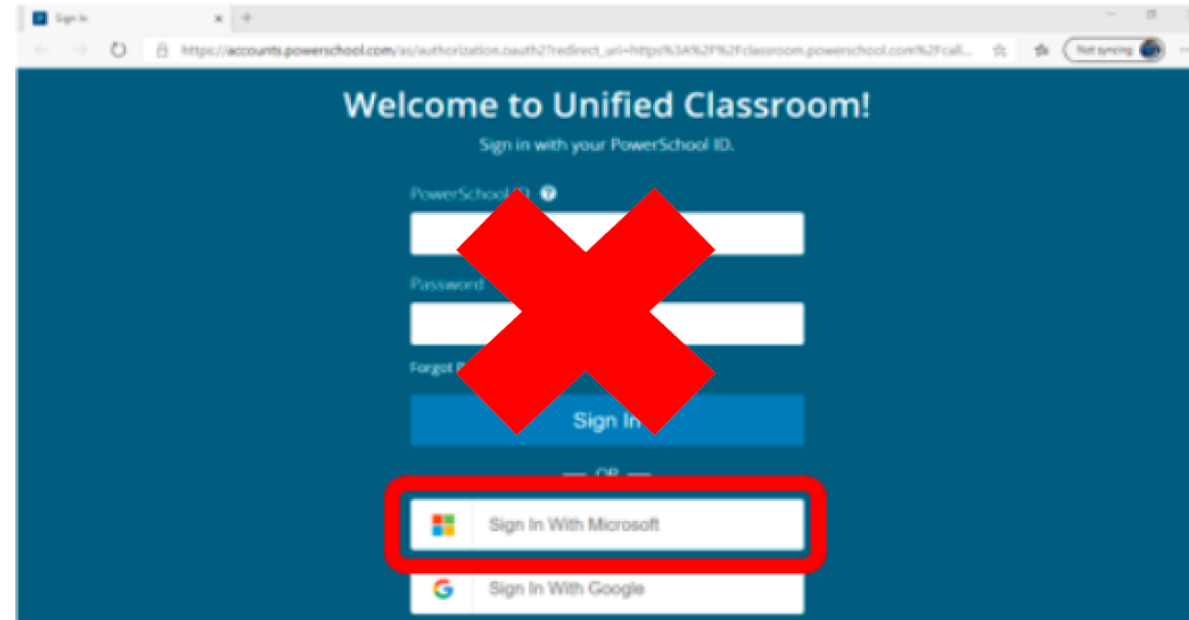 Sign In
https://accounts.powerschool.com/as/authorization.oauth2?redirect_uri=https%3A%2F%2Fclassroom.powerschool.com%2Fcall...
Not syncing
Welcome to Unified Classroom!
Sign in with your PowerSchool ID.
PowerSchool
Password
Forgot
Sign In
OR
Sign In With Microsoft
Sign In With Google